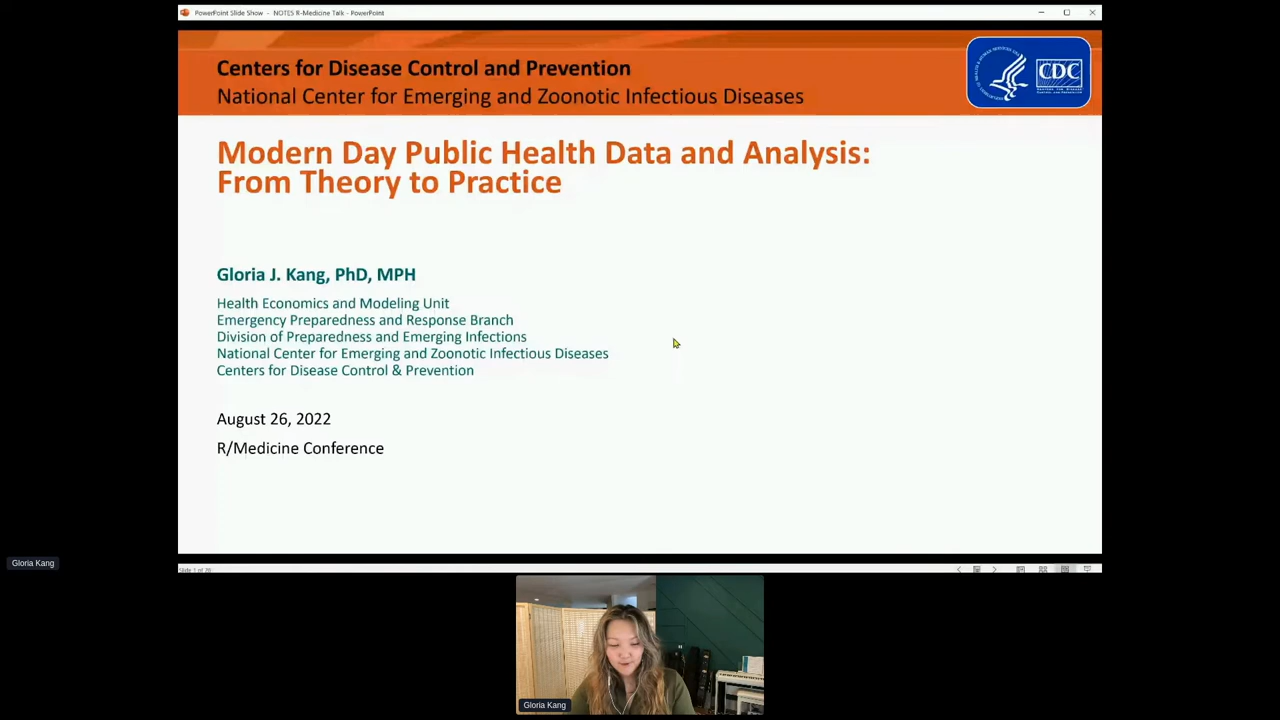 PowerPoint Slide Show - NOTES R-Medicine Talk - PowerPoint
Centers for Disease Control and Prevention
National Center for Emerging and Zoonotic Infectious Diseases
CDC
Modern Day Public Health Data and Analysis:
From Theory to Practice
Gloria J. Kang, PhD, MPH
Health Economics and Modeling Unit
Emergency Preparedness and Response Branch
Division of Preparedness and Emerging Infections
National Center for Emerging and Zoonotic Infectious Diseases
Centers for Disease Control & Prevention
August 26, 2022
R/Medicine Conference
Gloria Kang
Gloria Kang